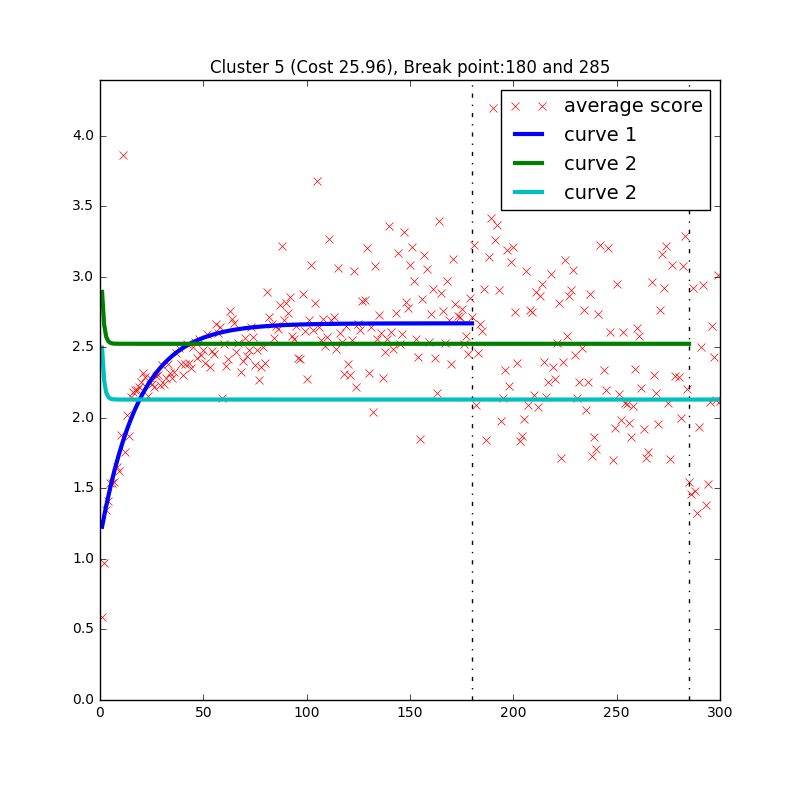 Cluster 5 (Cost 25.96), Break point:180 and 285
average score
curve 1
curve 2
curve 2
4.0
3.5
3.0
2.5
2.0
1.5
1.0
0.5
0.0
0 50 100 150 200 250 300